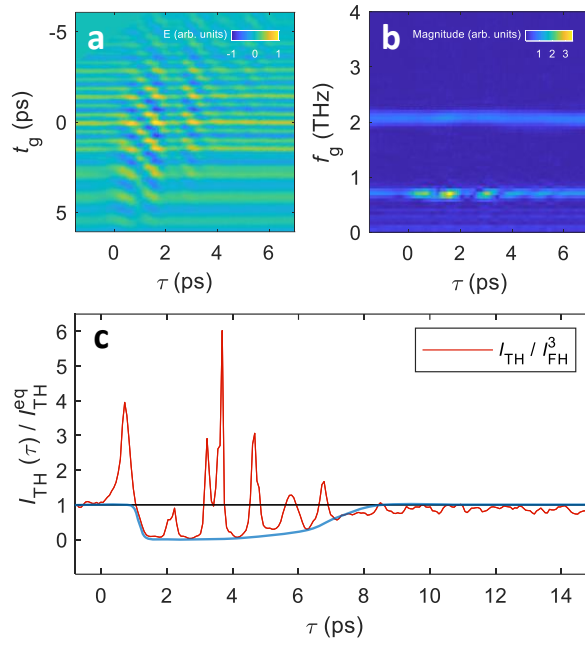 a
E (arb. units)
-1 0 1
-5
0
5
t_g (ps)
0 2 4 6
τ (ps)
b
Magnitude (arb. units)
1 2 3
4
3
2
1
0
f_g (THz)
0 2 4 6
τ (ps)
c
I_TH / I_FH^3
6
5
4
3
2
1
0
I_TH (τ) / I_TH^eq
0 2 4 6 8 10 12 14
τ (ps)